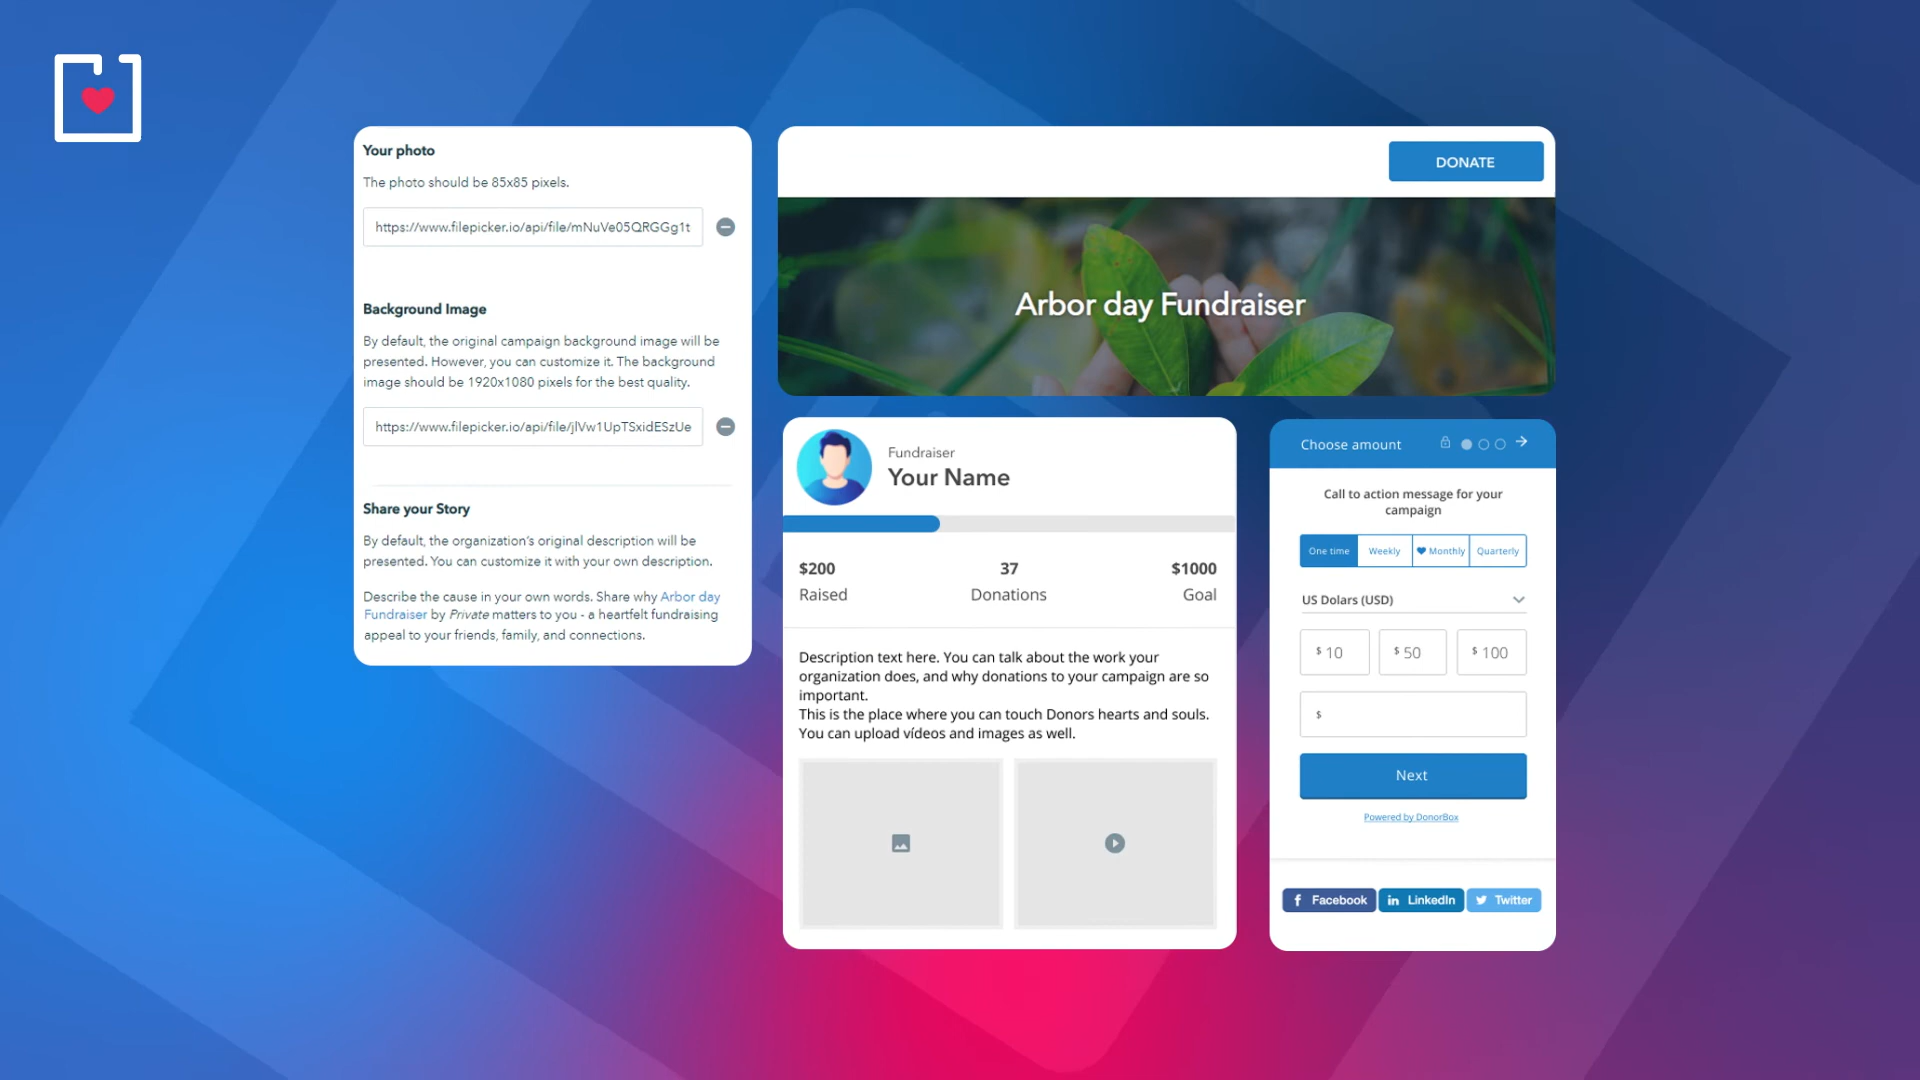 Your photo
The photo should be 85x85 pixels.
https://www.filepicker.io/api/file/mNuVe05QRGGg1t
Background Image
By default, the original campaign background image will be
presented. However, you can customize it. The background
image should be 1920x1080 pixels for the best quality.
https://www.filepicker.io/api/file/jlVw1UpTSxidESzUe
Share your Story
By default, the organization's original description will be
presented. You can customize it with your own description.
Describe the cause in your own words. Share why Arbor day
Fundraiser by Private matters to you - a heartfelt fundraising
appeal to your friends, family, and connections.
DONATE
Arbor day Fundraiser
Fundraiser
Your Name
$200 37 $1000
Raised Donations Goal
Description text here. You can talk about the work your
organization does, and why donations to your campaign are so
important.
This is the place where you can touch Donors hearts and souls.
You can upload vídeos and images as well.
Choose amount
Call to action message for your
campaign
One time Weekly Monthly Quarterly
US Dolars (USD)
$ 10 $ 50 $ 100
$
Next
Powered by DonorBox
Facebook LinkedIn Twitter